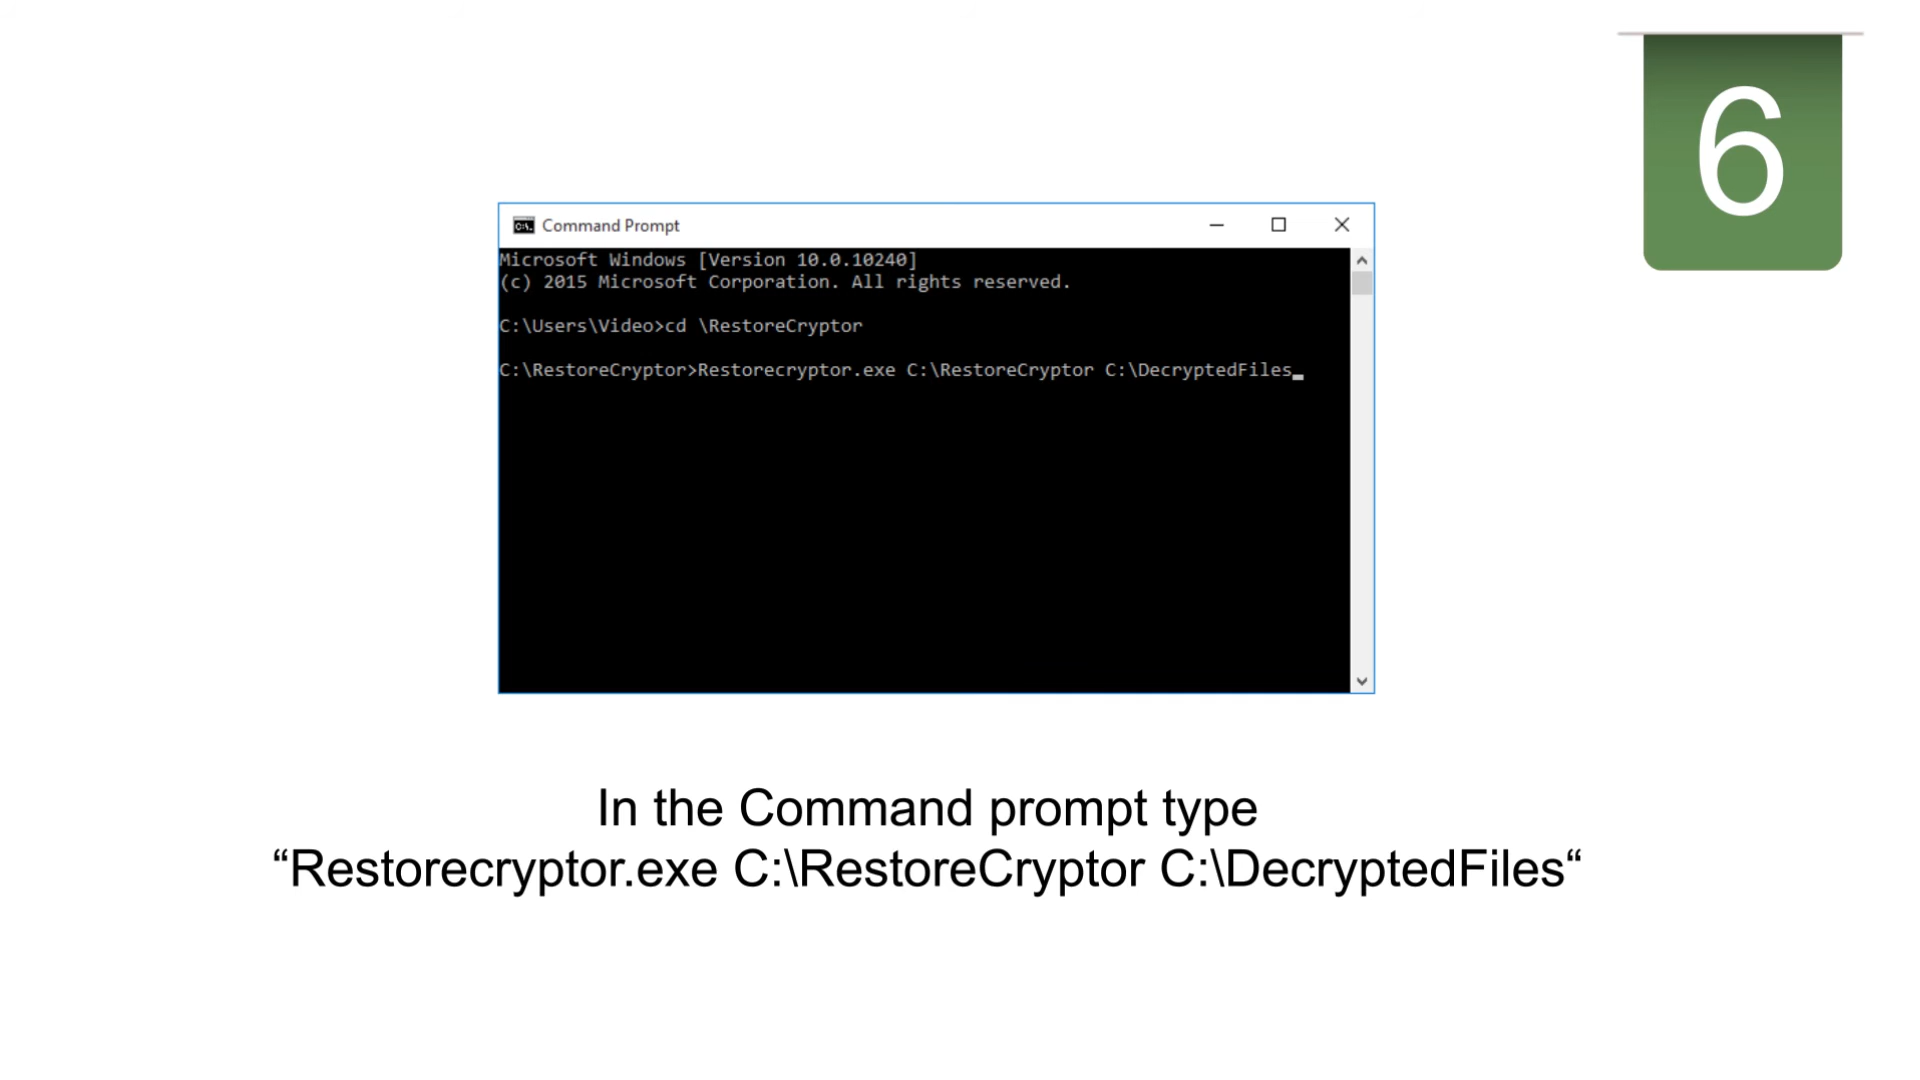 6
Command Prompt
Microsoft Windows [Version 10.0.10240]
(c) 2015 Microsoft Corporation. All rights reserved.
C:\Users\Video>cd \RestoreCryptor
C:\RestoreCryptor>Restorecryptor.exe C:\RestoreCryptor C:\DecryptedFiles_
In the Command prompt type
“Restorecryptor.exe C:\RestoreCryptor C:\DecryptedFiles“